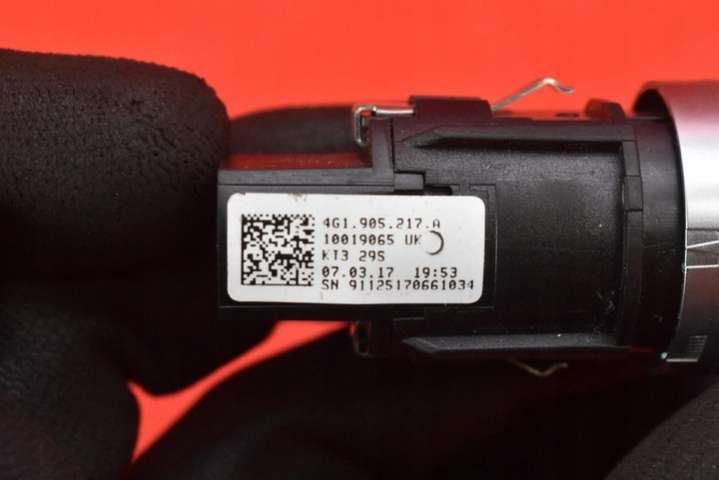 4G1.905.217.A
10019065 UK
KT3 29S
07.03.17 19:53
SN 91125170661034